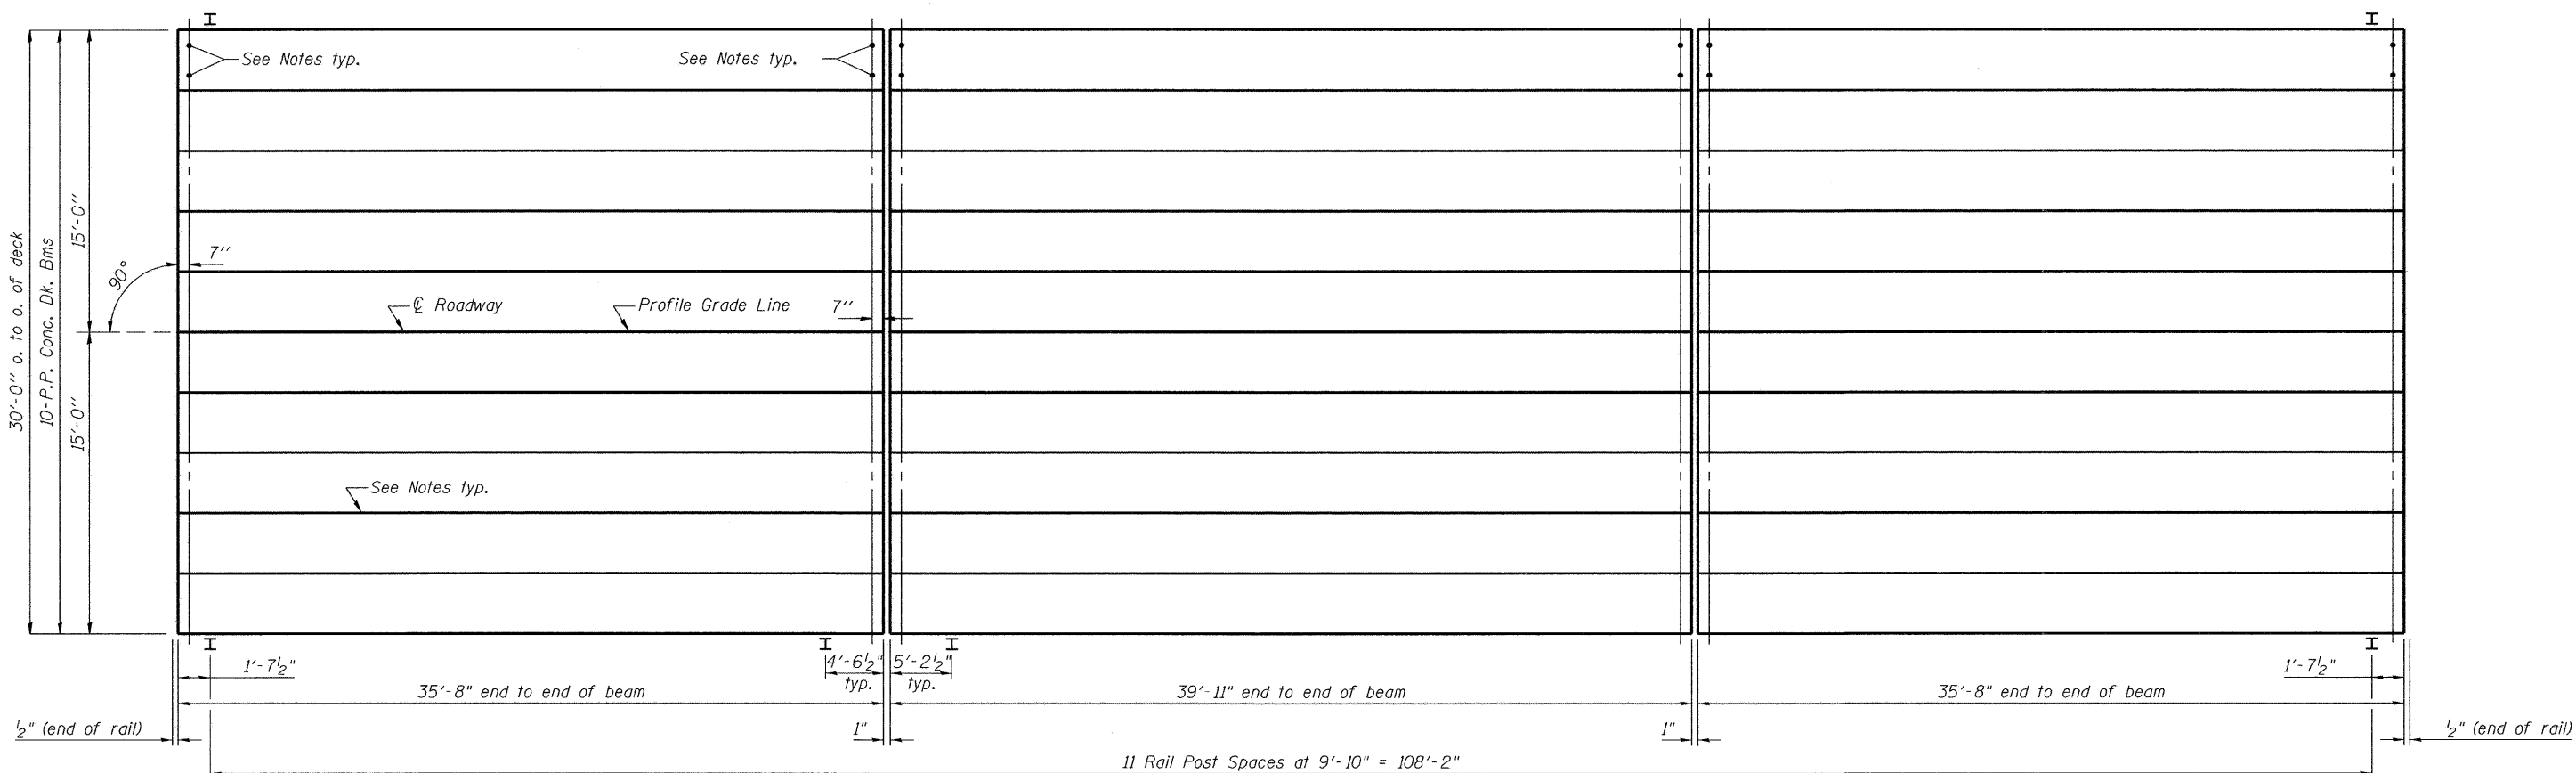 See Notes typ.
See Notes typ.
30'-0'' o. to o. of deck
10-P.P. Conc. Dk. Bms
15'-0''
15'-0''
90°
7''
℄ Roadway
Profile Grade Line
7''
See Notes typ.
1'-7½"
4'-6½"
typ.
5'-2½"
typ.
1'-7½"
35'-8" end to end of beam
39'-11" end to end of beam
35'-8" end to end of beam
½" (end of rail)
1"
1"
½" (end of rail)
11 Rail Post Spaces at 9'-10" = 108'-2"